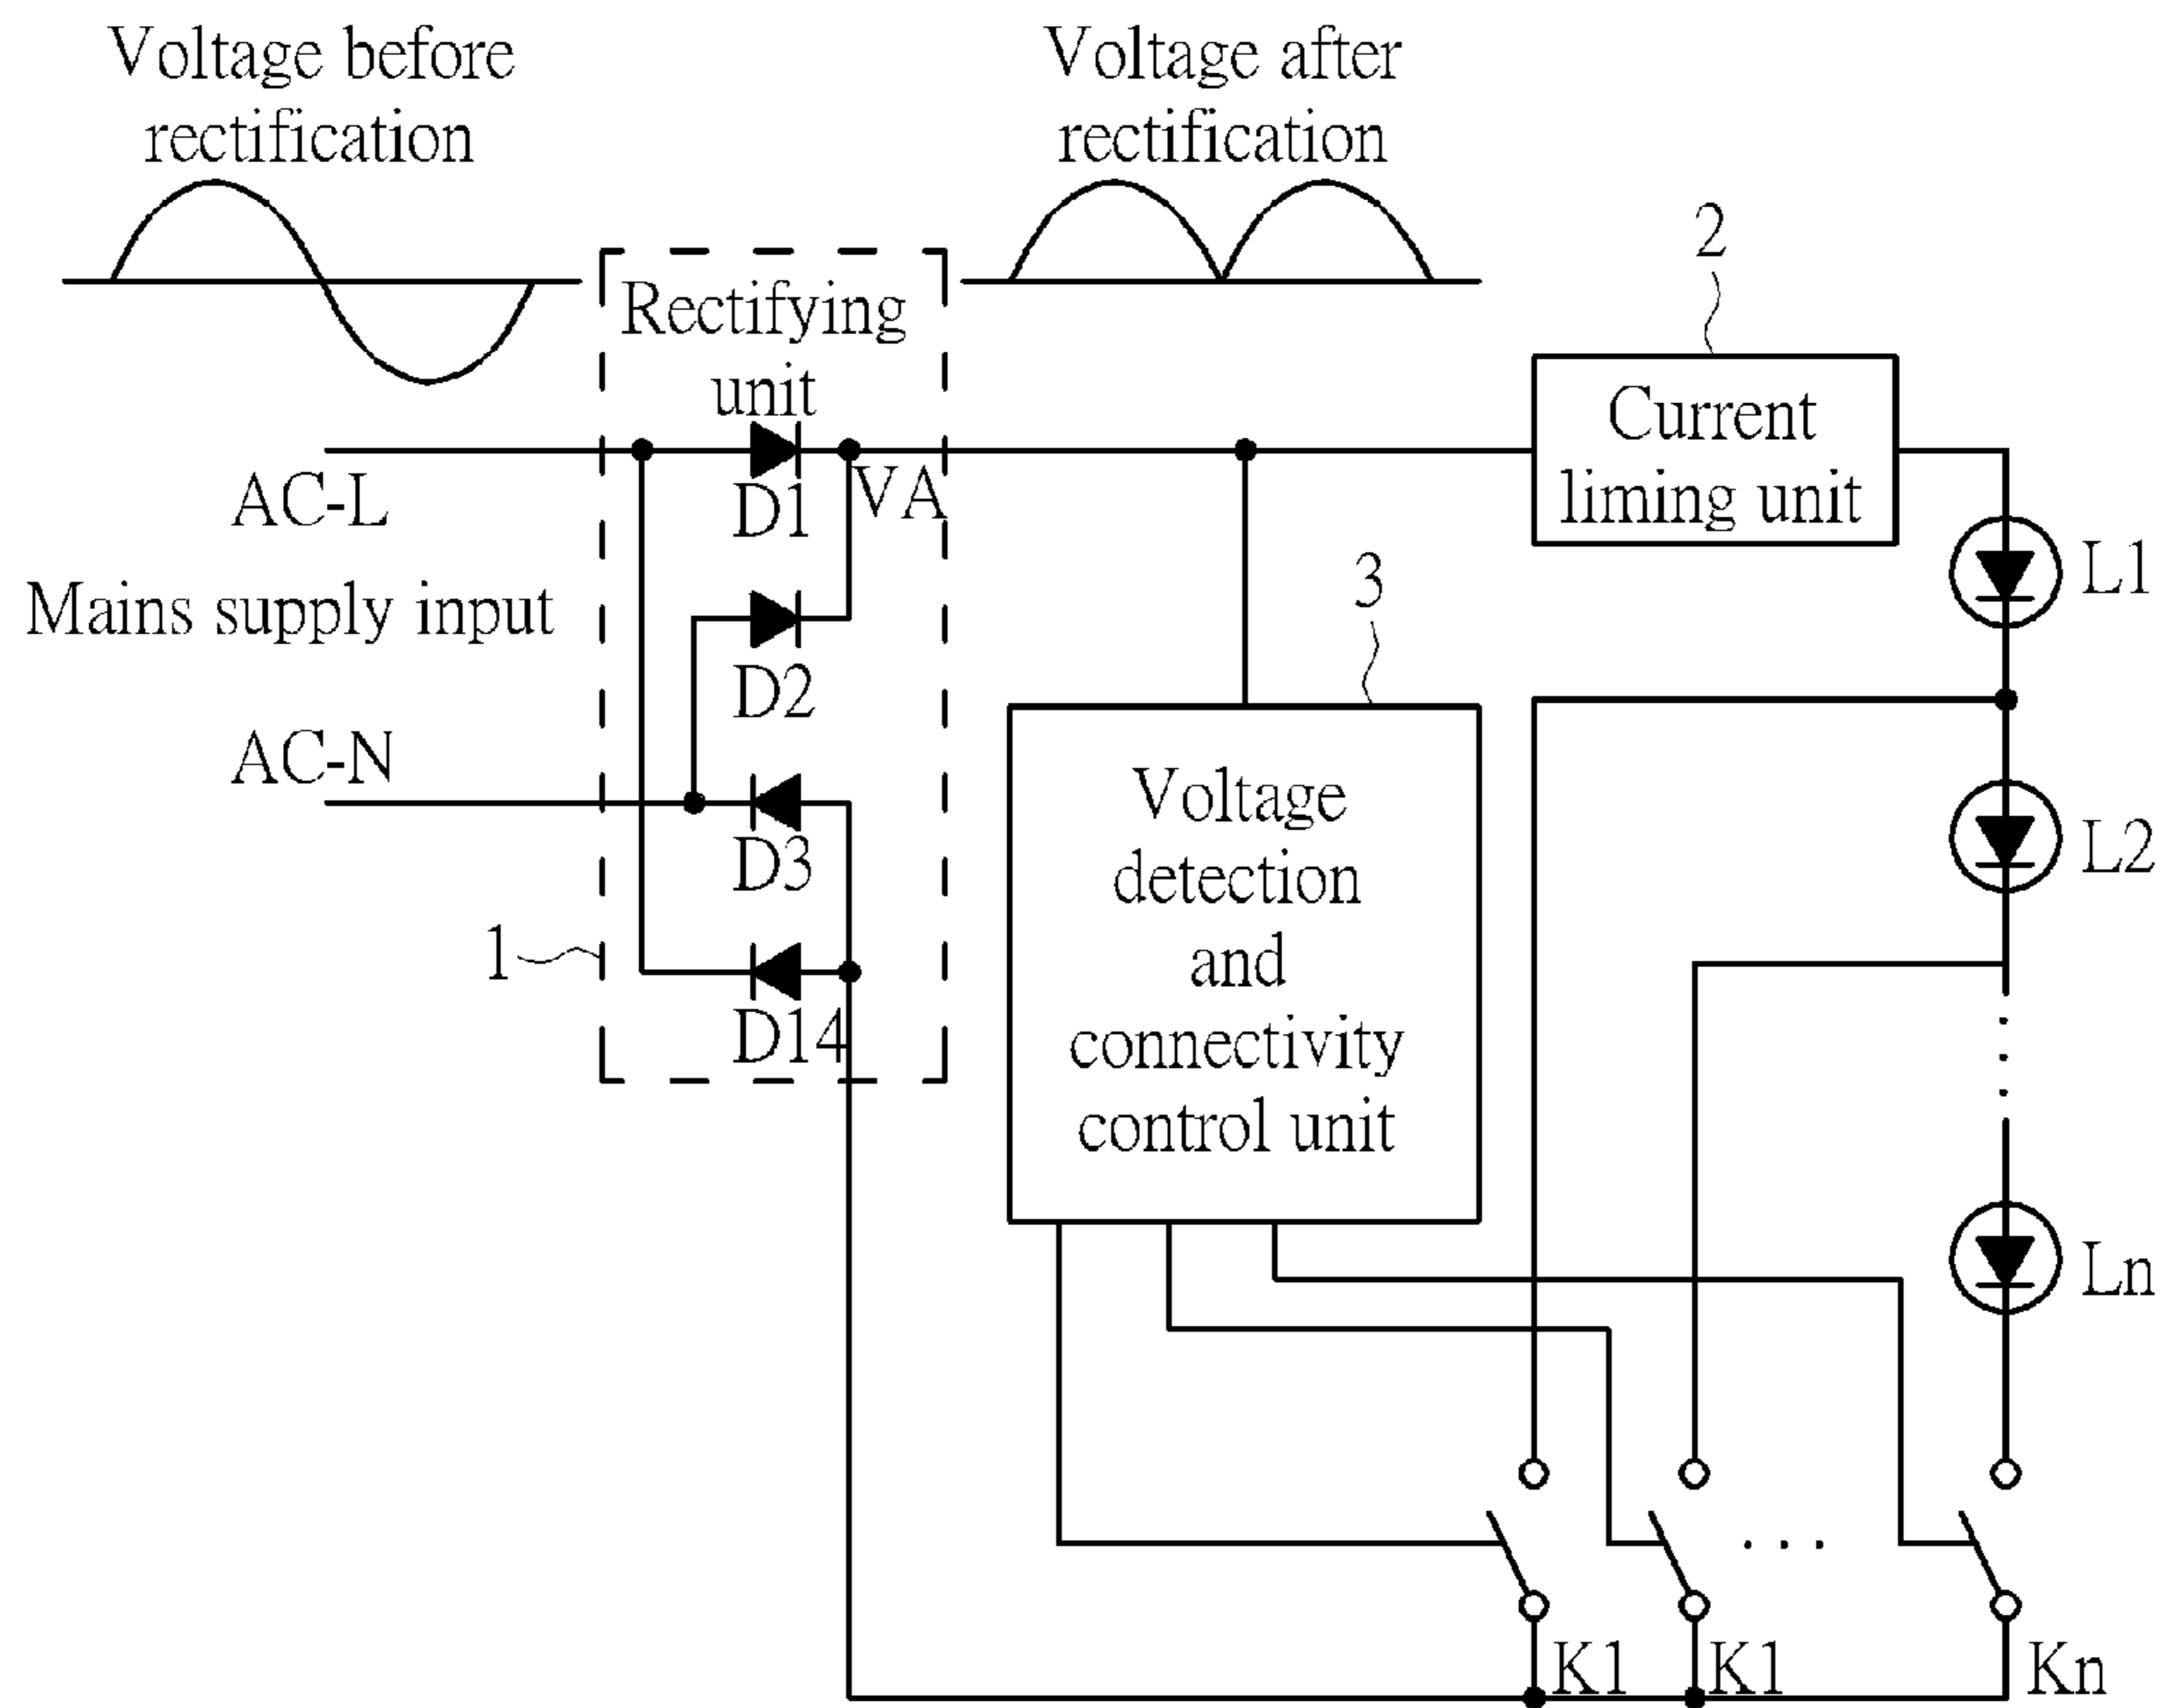 Voltage before
rectification
Voltage after
rectification
2
Rectifying
unit
Current
liming unit
AC-L
D1
VA
L1
Mains supply input
3
D2
AC-N
Voltage
detection
and
connectivity
control unit
L2
D3
1
D14
Ln
K1
K1
Kn